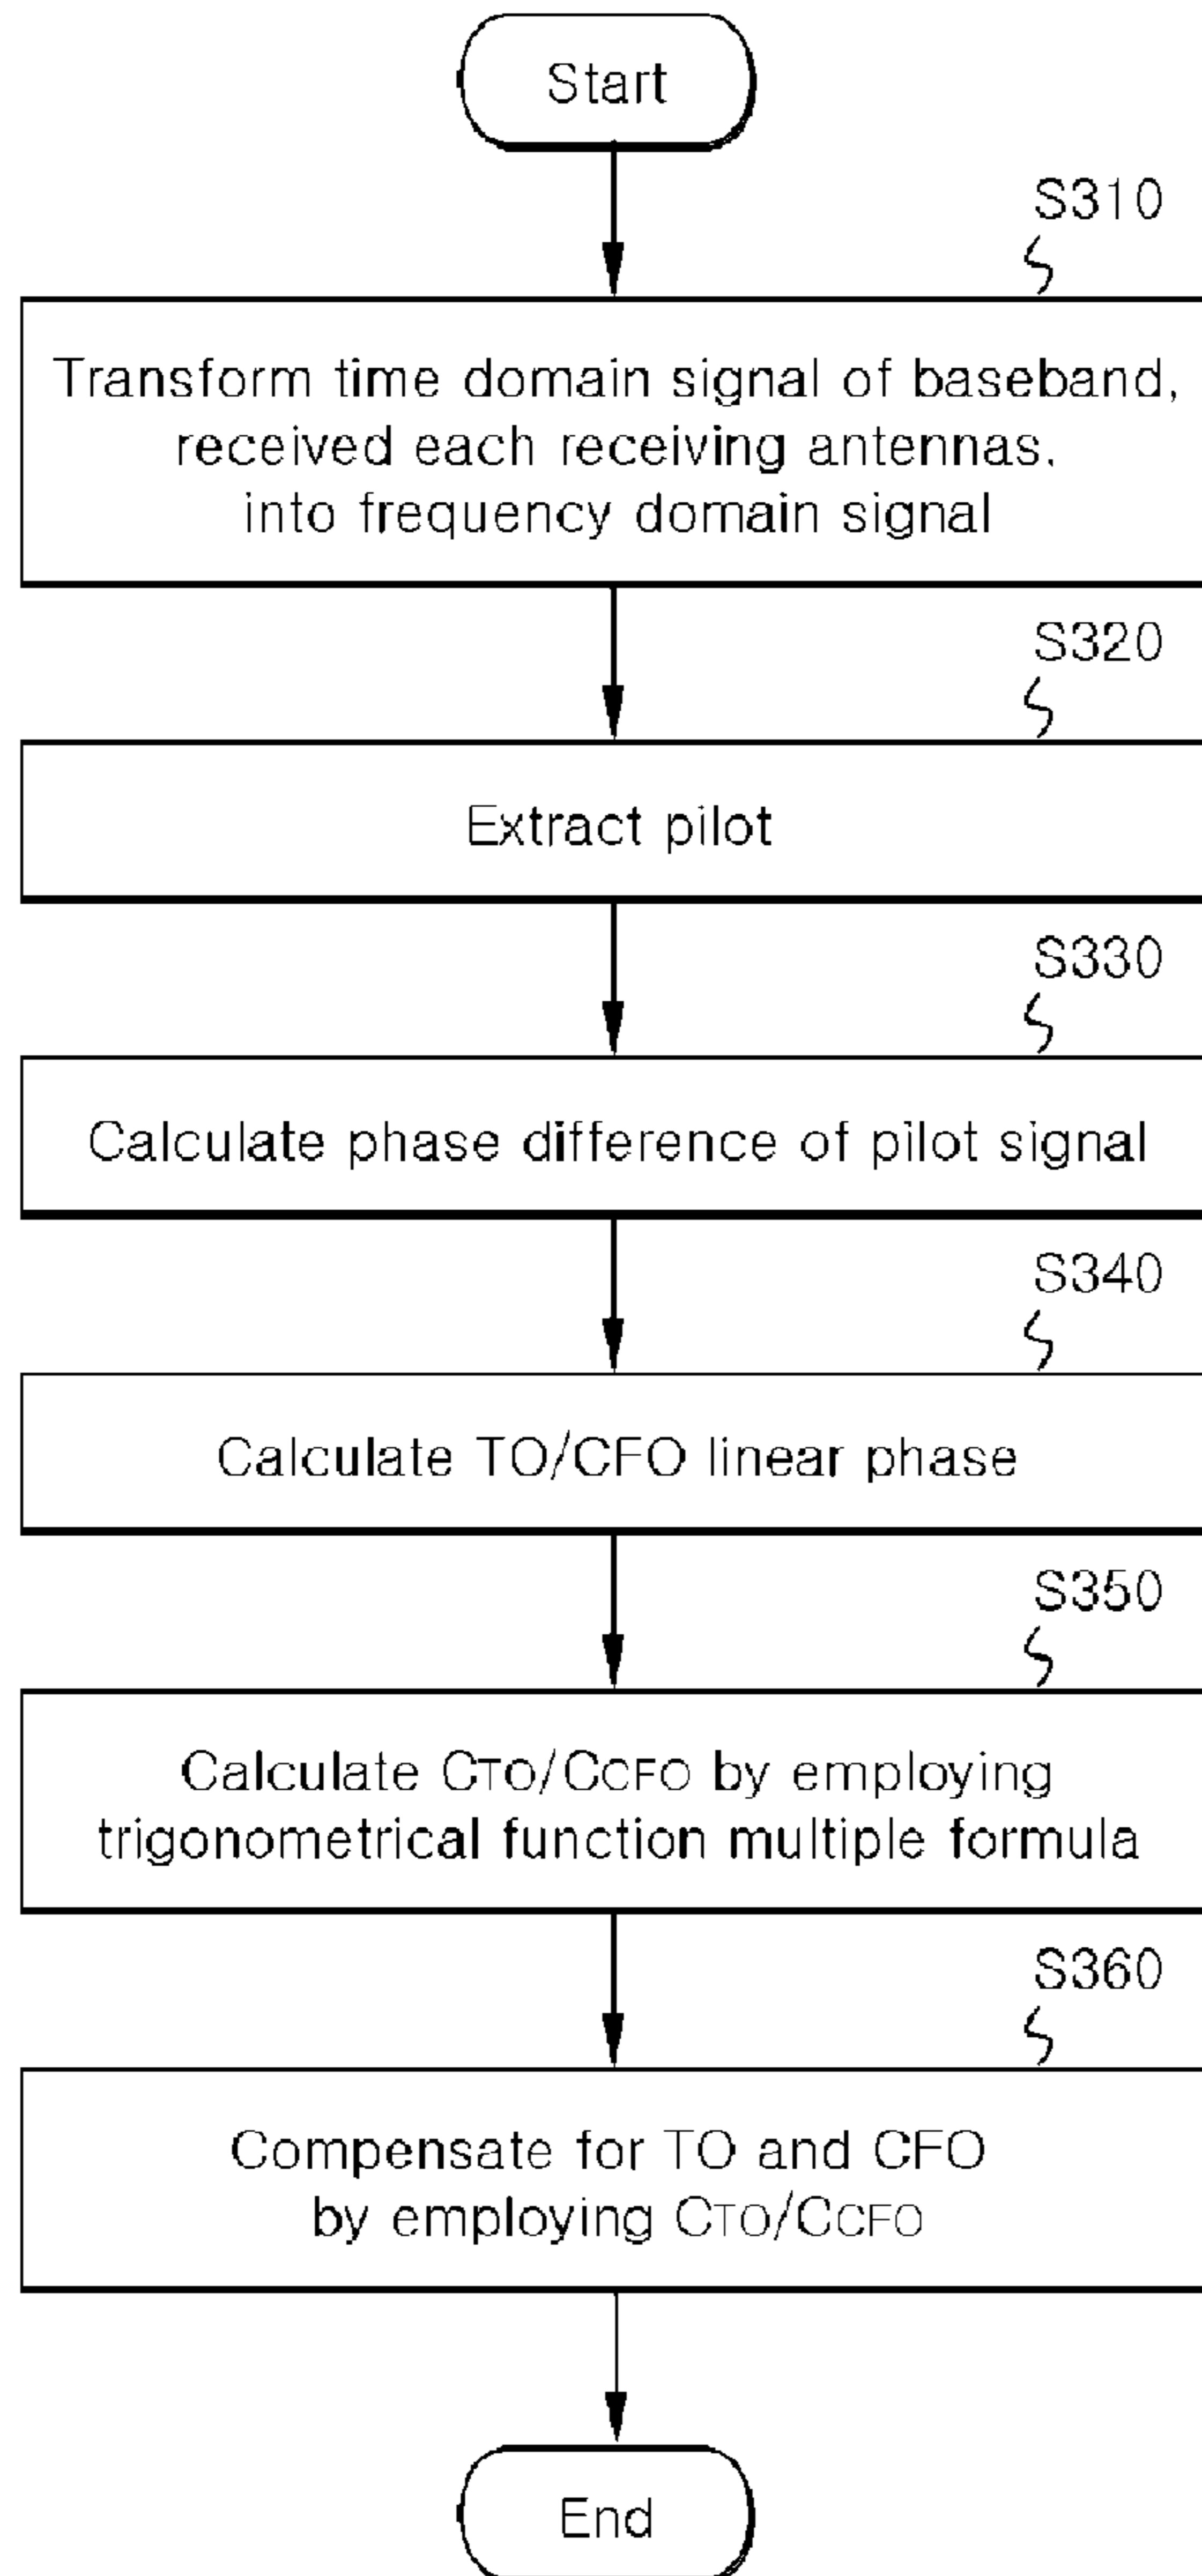 Start
S310
Transform time domain signal of baseband,
received each receiving antennas,
into frequency domain signal
S320
Extract pilot
S330
Calculate phase difference of pilot signal
S340
Calculate TO/CFO linear phase
S350
Calculate CTO/CCFO by employing
trigonometrical function multiple formula
S360
Compensate for TO and CFO
by employing CTO/CCFO
End